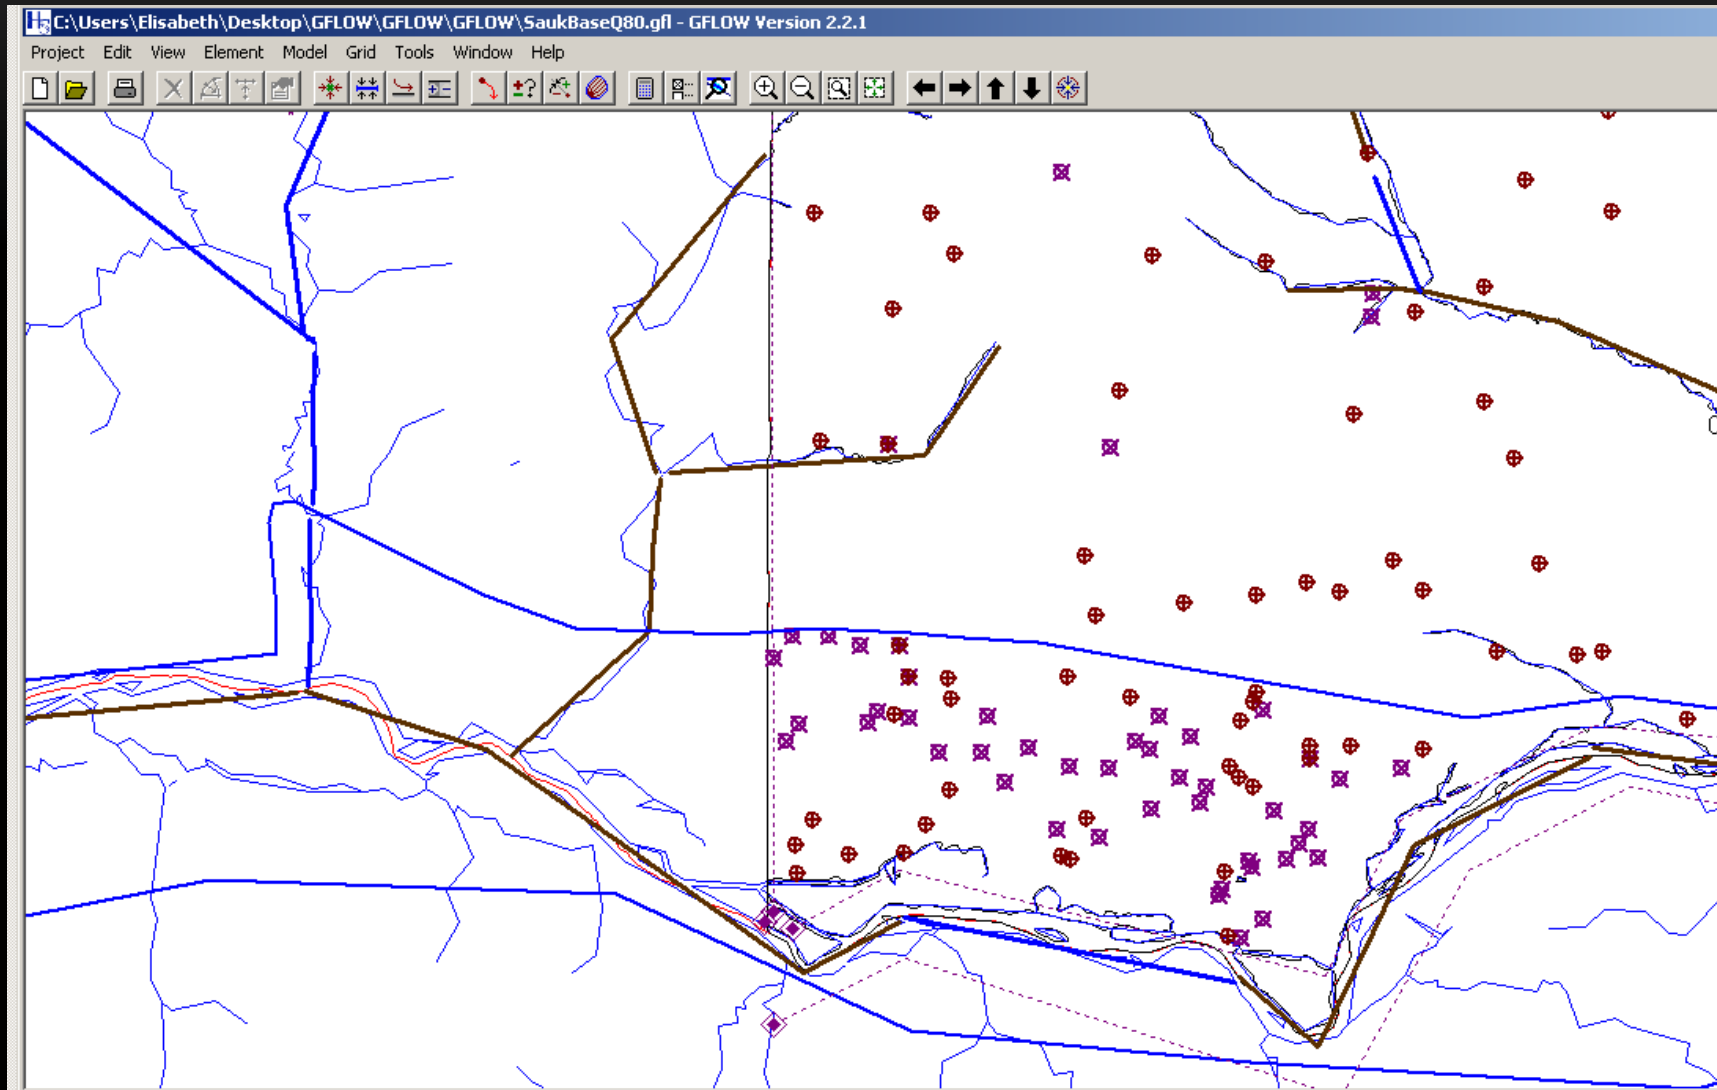 C:\Users\Elisabeth\Desktop\GFLOW\GFLOW\GFLOW\SaukBaseQ80.gfl - GFLOW Version 2.2.1
Project Edit View Element Model Grid Tools Window Help